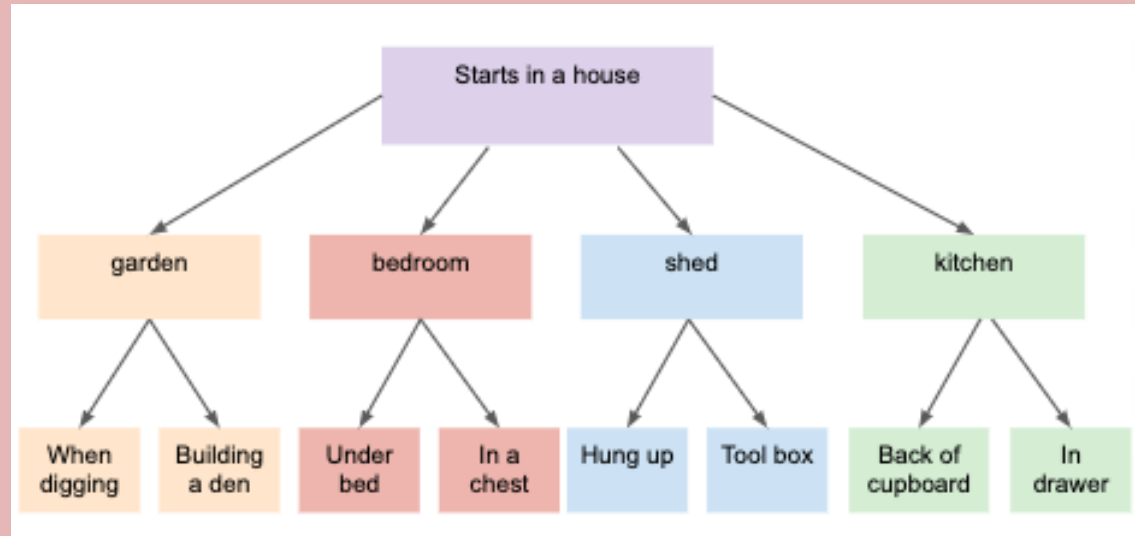 Starts in a house
garden
bedroom
shed
kitchen
When
digging
Building
a den
Under
bed
In a
chest
Hung up
Tool box
Back of
cupboard
In
drawer